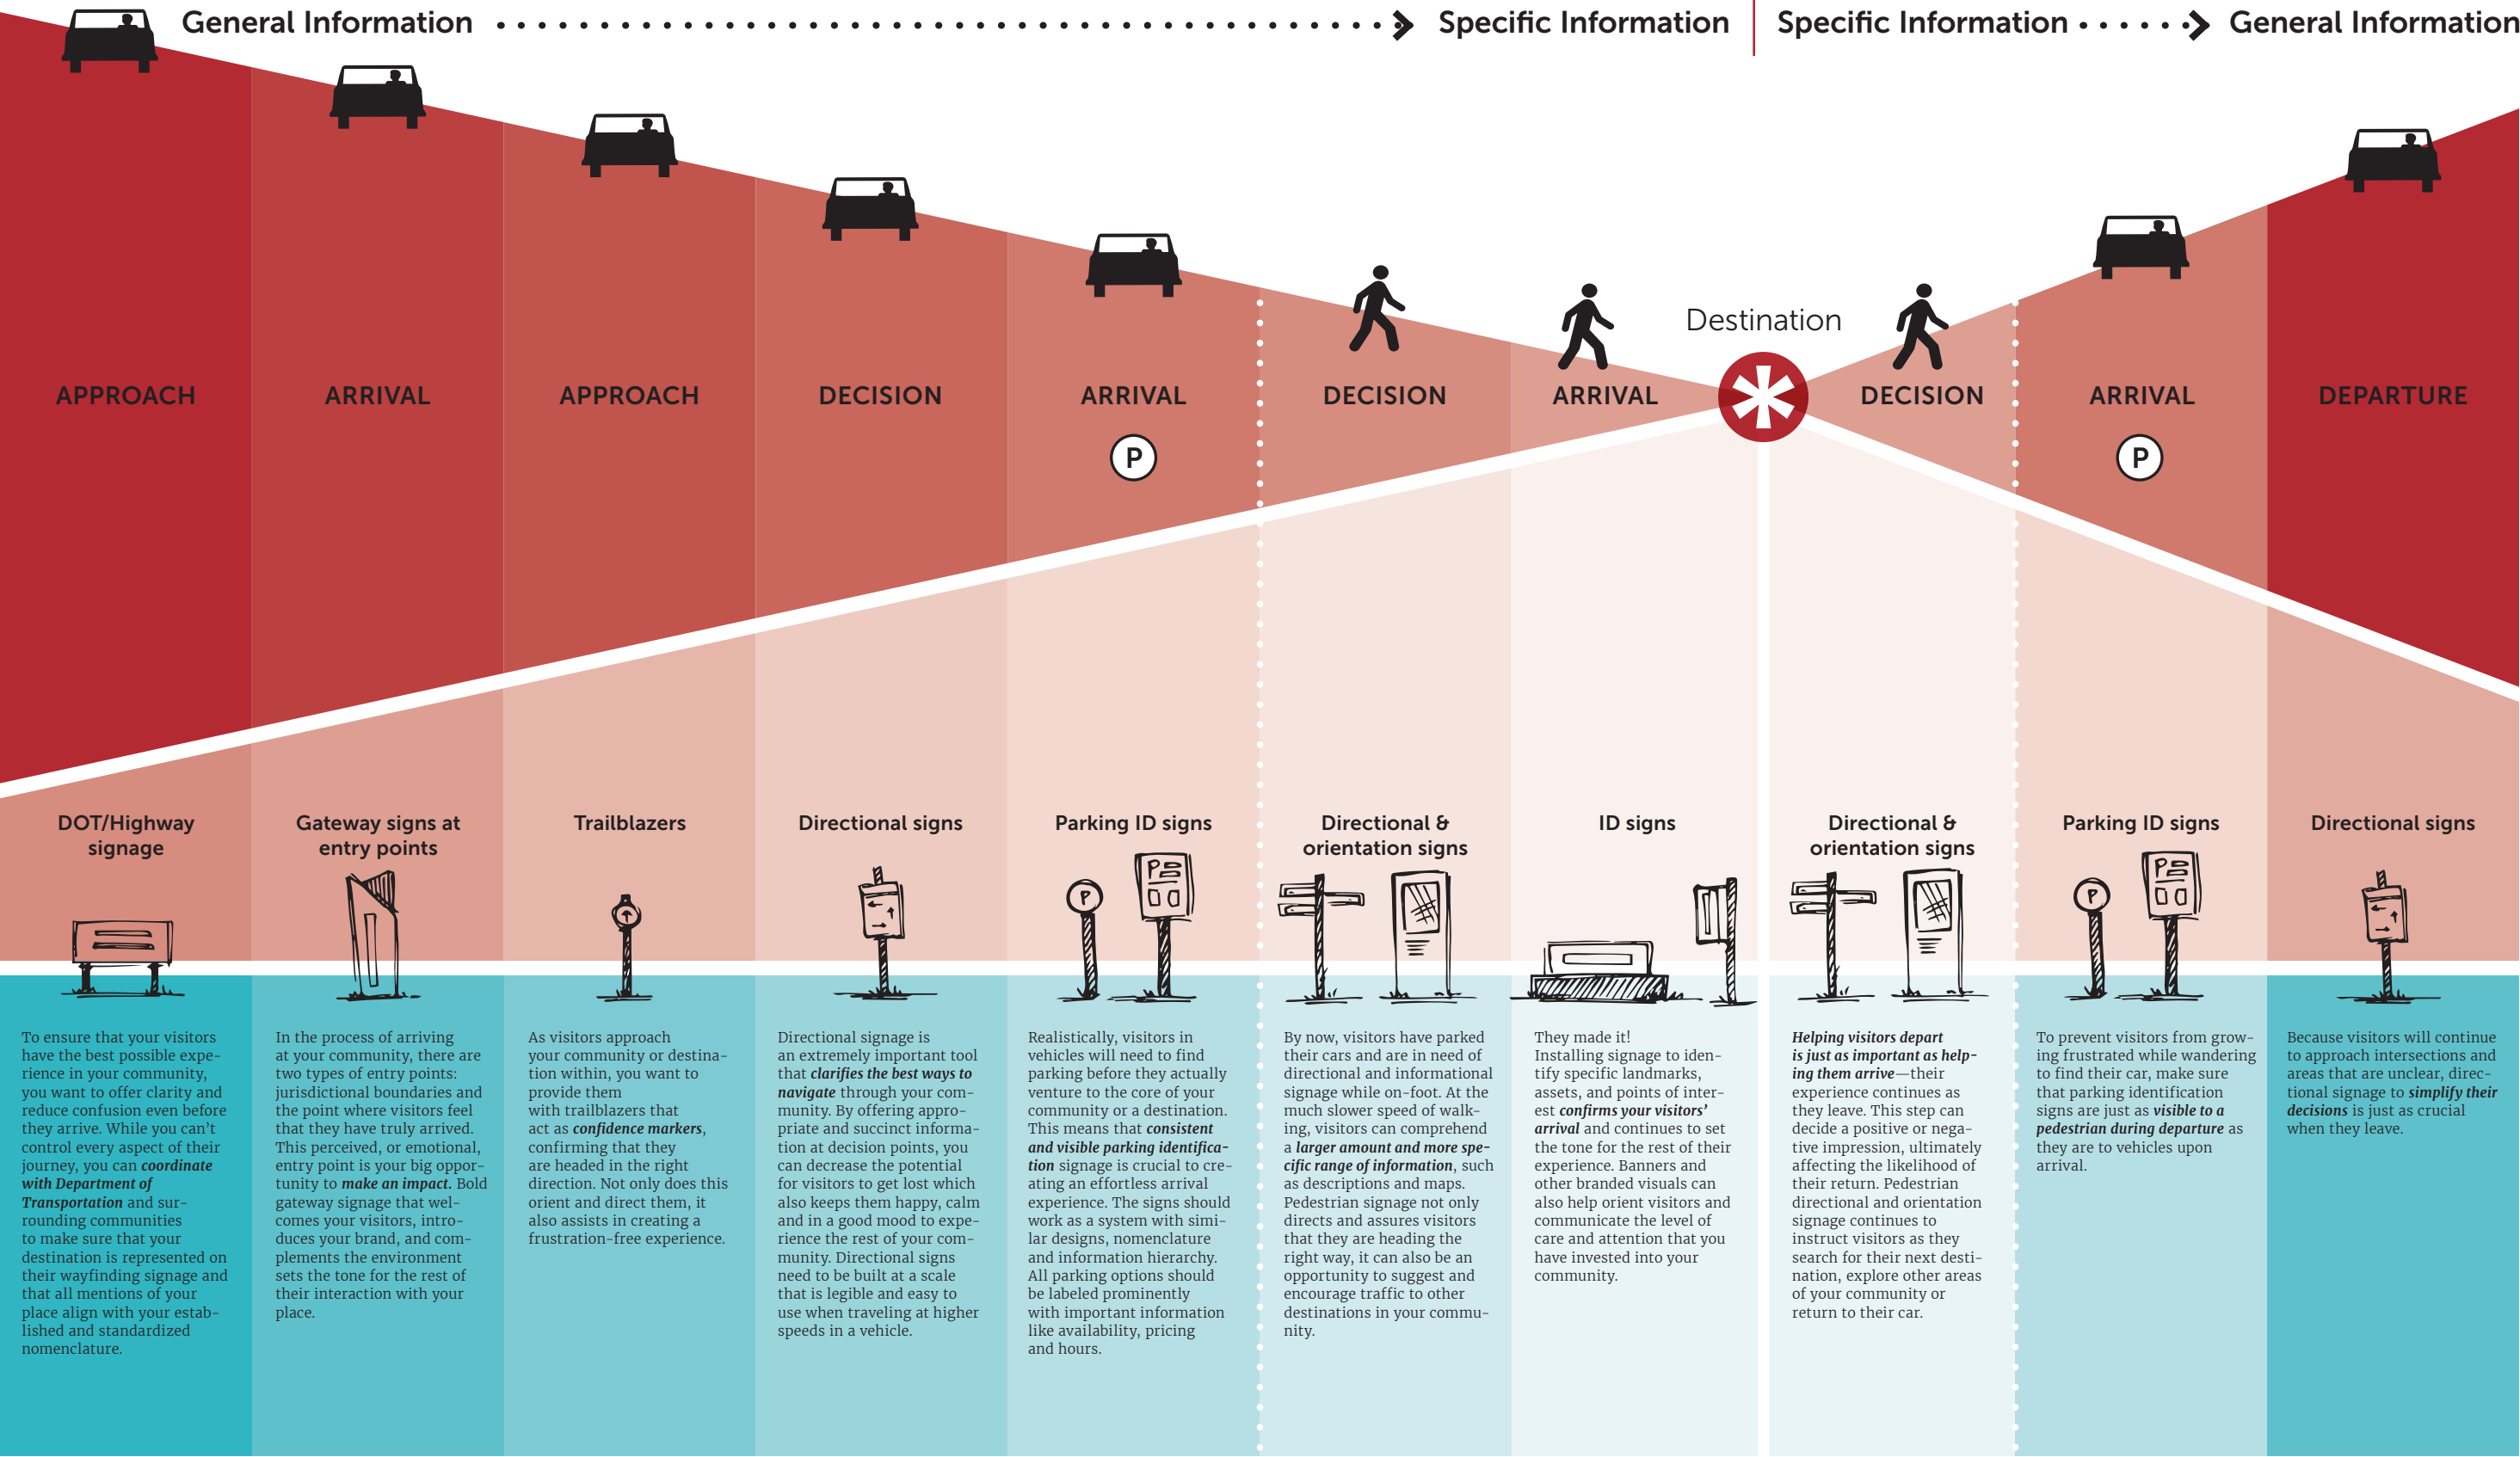 General Information
Specific Information
Specific Information
General Information
Destination
APPROACH
ARRIVAL
APPROACH
DECISION
ARRIVAL
DECISION
ARRIVAL
DECISION
ARRIVAL
DEPARTURE
P
P
DOT/Highway
signage
Gateway signs at
entry points
Trailblazers
Directional signs
Parking ID signs
Directional &
orientation signs
ID signs
Directional &
orientation signs
Parking ID signs
Directional signs
P
P
P
P
To ensure that your visitors
have the best possible expe-
rience in your community,
you want to offer clarity and
reduce confusion even before
they arrive. While you can’t
control every aspect of their
journey, you can coordinate
with Department of
Transportation and sur-
rounding communities
to make sure that your
destination is represented on
their wayfinding signage and
that all mentions of your
place align with your estab-
lished and standardized
nomenclature.
In the process of arriving
at your community, there are
two types of entry points:
jurisdictional boundaries and
the point where visitors feel
that they have truly arrived.
This perceived, or emotional,
entry point is your big oppor-
tunity to make an impact. Bold
gateway signage that wel-
comes your visitors, intro-
duces your brand, and com-
plements the environment
sets the tone for the rest of
their interaction with your
place.
As visitors approach
your community or destina-
tion within, you want to
provide them
with trailblazers that
act as confidence markers,
confirming that they
are headed in the right
direction. Not only does this
orient and direct them, it
also assists in creating a
frustration-free experience.
Directional signage is
an extremely important tool
that clarifies the best ways to
navigate through your com-
munity. By offering appro-
priate and succinct informa-
tion at decision points, you
can decrease the potential
for visitors to get lost which
also keeps them happy, calm
and in a good mood to expe-
rience the rest of your com-
munity. Directional signs
need to be built at a scale
that is legible and easy to
use when traveling at higher
speeds in a vehicle.
Realistically, visitors in
vehicles will need to find
parking before they actually
venture to the core of your
community or a destination.
This means that consistent
and visible parking identifica-
tion signage is crucial to cre-
ating an effortless arrival
experience. The signs should
work as a system with simi-
lar designs, nomenclature
and information hierarchy.
All parking options should
be labeled prominently
with important information
like availability, pricing
and hours.
By now, visitors have parked
their cars and are in need of
directional and informational
signage while on-foot. At the
much slower speed of walk-
ing, visitors can comprehend
a larger amount and more spe-
cific range of information, such
as descriptions and maps.
Pedestrian signage not only
directs and assures visitors
that they are heading the
right way, it can also be an
opportunity to suggest and
encourage traffic to other
destinations in your commu-
nity.
They made it!
Installing signage to iden-
tify specific landmarks,
assets, and points of inter-
est confirms your visitors’
arrival and continues to set
the tone for the rest of their
experience. Banners and
other branded visuals can
also help orient visitors and
communicate the level of
care and attention that you
have invested into your
community.
Helping visitors depart
is just as important as help-
ing them arrive—their
experience continues as
they leave. This step can
decide a positive or nega-
tive impression, ultimately
affecting the likelihood of
their return. Pedestrian
directional and orientation
signage continues to
instruct visitors as they
search for their next desti-
nation, explore other areas
of your community or
return to their car.
To prevent visitors from grow-
ing frustrated while wandering
to find their car, make sure
that parking identification
signs are just as visible to a
pedestrian during departure as
they are to vehicles upon
arrival.
Because visitors will continue
to approach intersections and
areas that are unclear, direc-
tional signage to simplify their
decisions is just as crucial
when they leave.